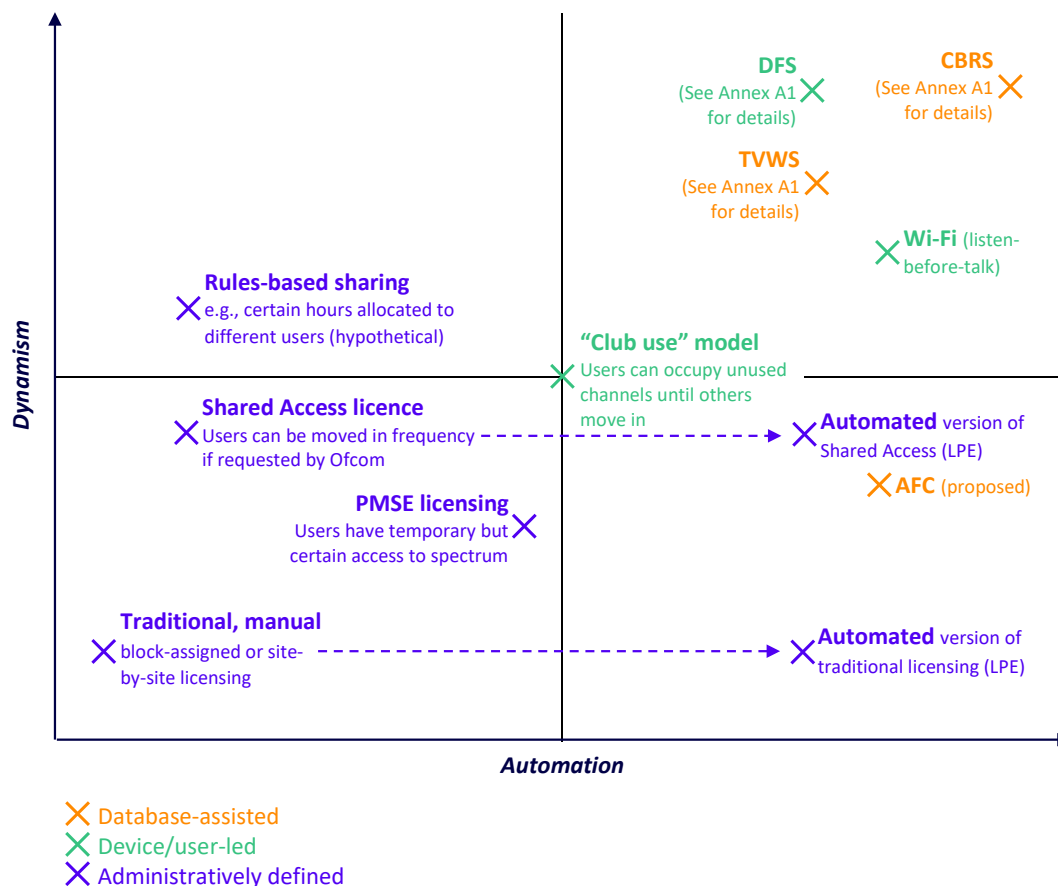 DFS
(See Annex A1
for details)
CBRS
(See Annex A1
for details)
TVWS
(See Annex A1
for details)
Wi-Fi (listen-
before-talk)
Rules-based sharing
e.g., certain hours allocated to
different users (hypothetical)
“Club use” model
Users can occupy unused
channels until others
move in
Shared Access licence
Users can be moved in frequency
if requested by Ofcom
Automated version of
Shared Access (LPE)
AFC (proposed)
PMSE licensing
Users have temporary but
certain access to spectrum
Traditional, manual
block-assigned or site-
by-site licensing
Automated version of
traditional licensing (LPE)
Dynamism
Automation
Database-assisted
Device/user-led
Administratively defined